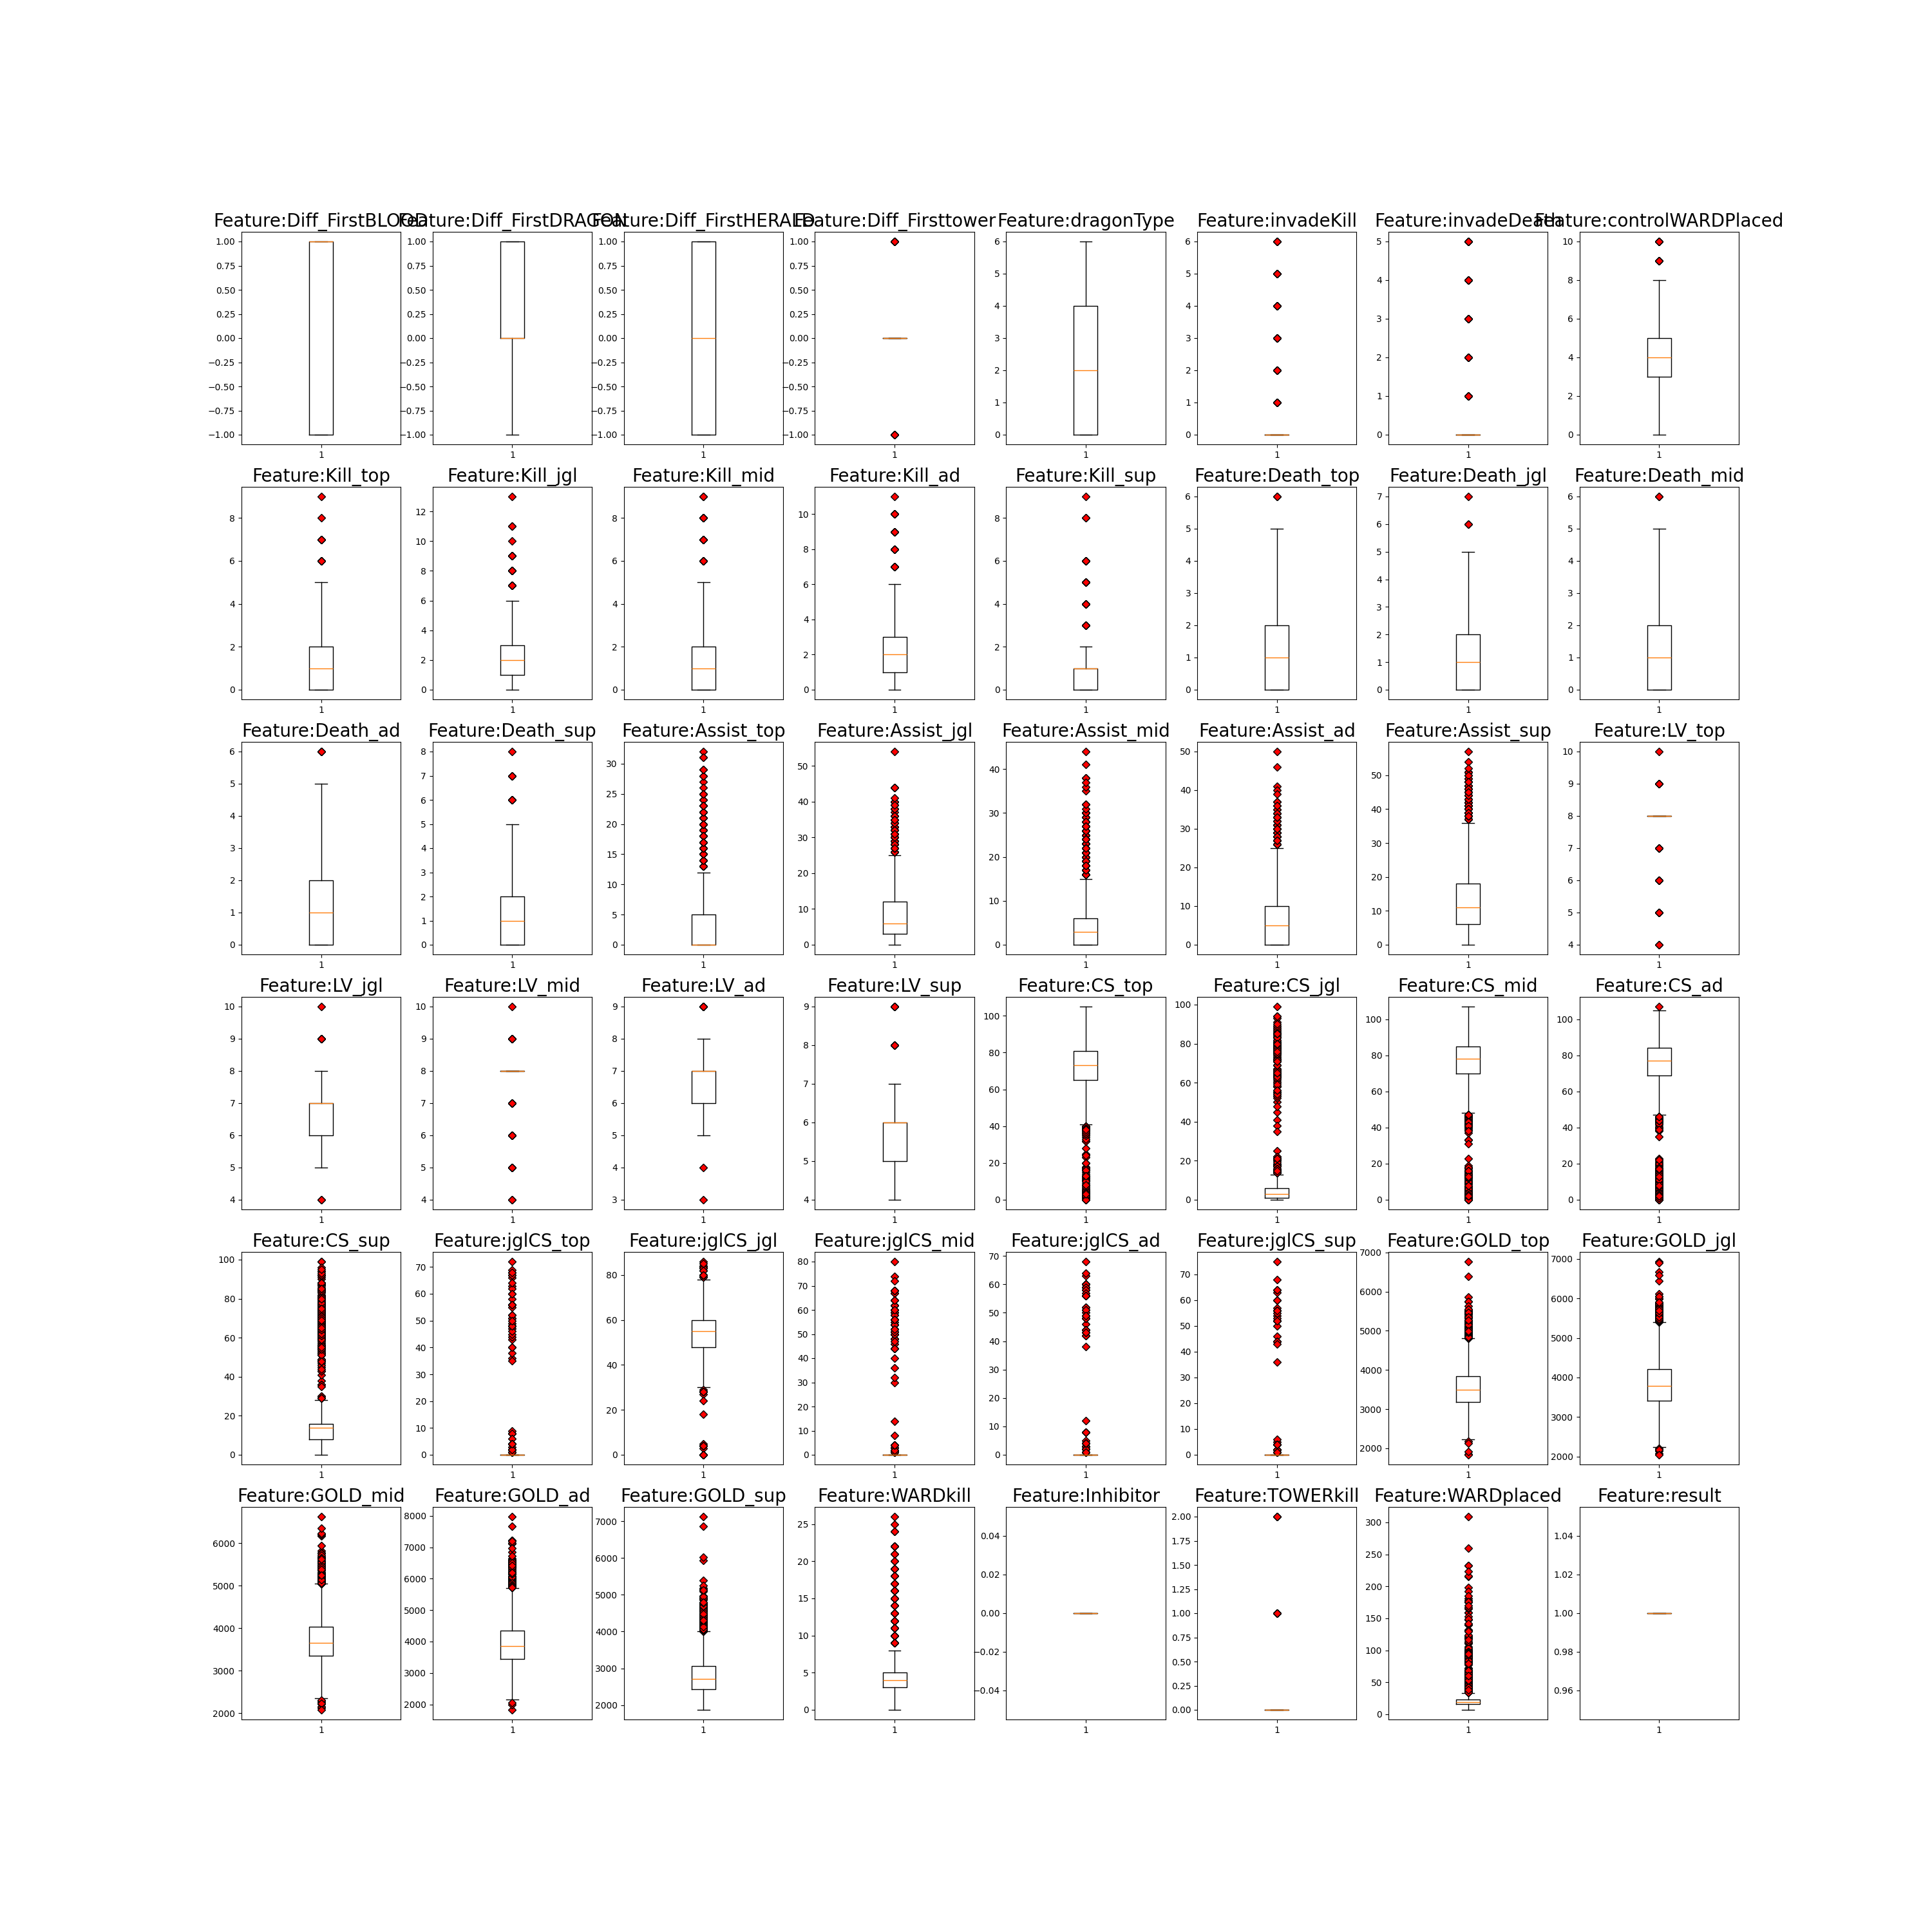 Feature:Diff_FirstBLOOD
1.00 0.75 0.50 0.25 0.00 −0.25 −0.50 −0.75 −1.00
1
Feature:Diff_FirstDRAGON
1.00 0.75 0.50 0.25 0.00 −0.25 −0.50 −0.75 −1.00
1
Feature:Diff_FirstHERALD
1.00 0.75 0.50 0.25 0.00 −0.25 −0.50 −0.75 −1.00
1
Feature:Diff_Firsttower
1.00 0.75 0.50 0.25 0.00 −0.25 −0.50 −0.75 −1.00
1
Feature:dragonType
6 5 4 3 2 1 0
1
Feature:invadeKill
6 5 4 3 2 1 0
1
Feature:invadeDeath
5 4 3 2 1 0
1
Feature:controlWARDPlaced
10 8 6 4 2 0
1
Feature:Kill_top
8 6 4 2 0
1
Feature:Kill_jgl
12 10 8 6 4 2 0
1
Feature:Kill_mid
8 6 4 2 0
1
Feature:Kill_ad
10 8 6 4 2 0
1
Feature:Kill_sup
8 6 4 2 0
1
Feature:Death_top
6 5 4 3 2 1 0
1
Feature:Death_jgl
7 6 5 4 3 2 1 0
1
Feature:Death_mid
6 5 4 3 2 1 0
1
Feature:Death_ad
6 5 4 3 2 1 0
1
Feature:Death_sup
8 7 6 5 4 3 2 1 0
1
Feature:Assist_top
30 25 20 15 10 5 0
1
Feature:Assist_jgl
50 40 30 20 10 0
1
Feature:Assist_mid
40 30 20 10 0
1
Feature:Assist_ad
50 40 30 20 10 0
1
Feature:Assist_sup
50 40 30 20 10 0
1
Feature:LV_top
10 9 8 7 6 5 4
1
Feature:LV_jgl
10 9 8 7 6 5 4
1
Feature:LV_mid
10 9 8 7 6 5 4
1
Feature:LV_ad
9 8 7 6 5 4 3
1
Feature:LV_sup
9 8 7 6 5 4
1
Feature:CS_top
100 80 60 40 20 0
1
Feature:CS_jgl
100 80 60 40 20 0
1
Feature:CS_mid
100 80 60 40 20 0
1
Feature:CS_ad
100 80 60 40 20 0
1
Feature:CS_sup
100 80 60 40 20 0
1
Feature:jglCS_top
70 60 50 40 30 20 10 0
1
Feature:jglCS_jgl
80 60 40 20 0
1
Feature:jglCS_mid
80 70 60 50 40 30 20 10 0
1
Feature:jglCS_ad
70 60 50 40 30 20 10 0
1
Feature:jglCS_sup
70 60 50 40 30 20 10 0
1
Feature:GOLD_top
7000 6000 5000 4000 3000 2000
1
Feature:GOLD_jgl
7000 6000 5000 4000 3000 2000
1
Feature:GOLD_mid
6000 5000 4000 3000 2000
1
Feature:GOLD_ad
8000 7000 6000 5000 4000 3000 2000
1
Feature:GOLD_sup
7000 6000 5000 4000 3000 2000
1
Feature:WARDkill
25 20 15 10 5 0
1
Feature:Inhibitor
0.04 0.02 0.00 −0.02 −0.04
1
Feature:TOWERkill
2.00 1.75 1.50 1.25 1.00 0.75 0.50 0.25 0.00
1
Feature:WARDplaced
300 250 200 150 100 50 0
1
Feature:result
1.04 1.02 1.00 0.98 0.96
1